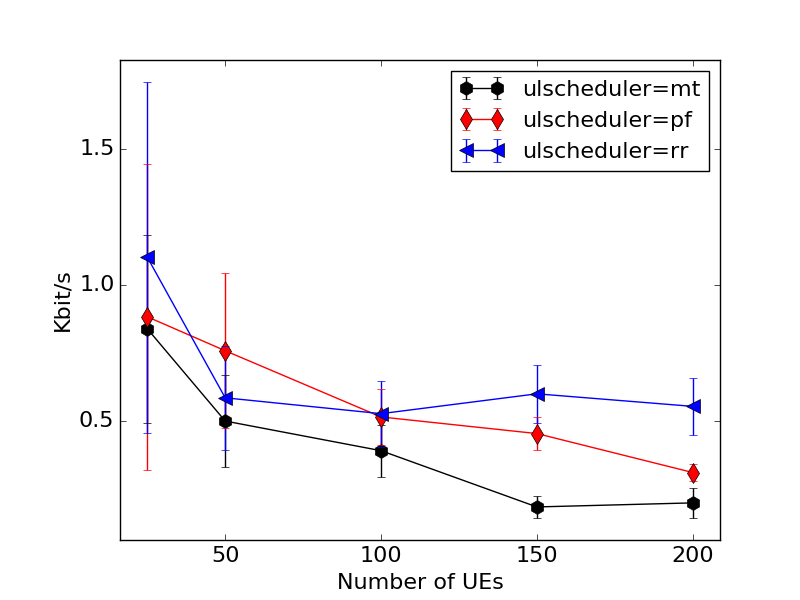 ulscheduler=mt
ulscheduler=pf
ulscheduler=rr
1.5
1.0
0.5
Kbit/s
50 100 150 200
Number of UEs